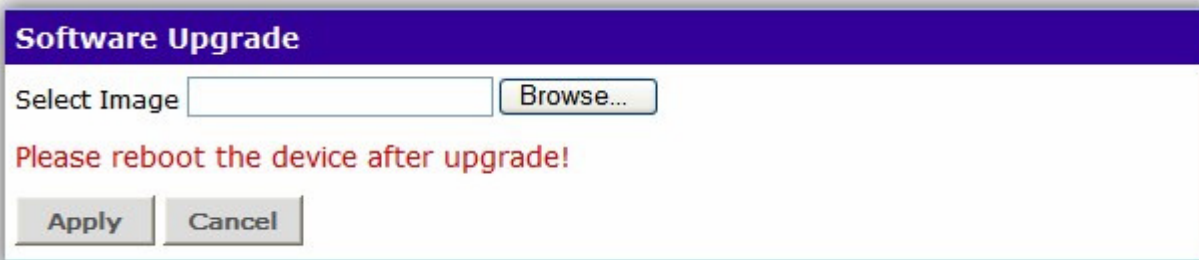 Software Upgrade
Select Image Browse...
Please reboot the device after upgrade!
Apply Cancel